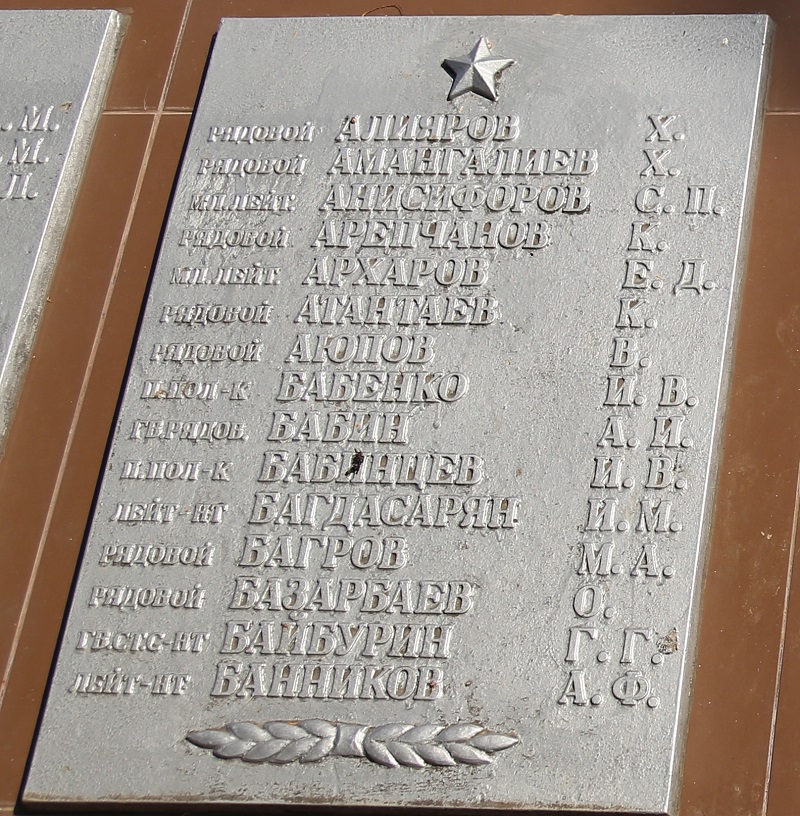 . М.
. М.
Л.
РЯДОВОЙ АЛИЯРОВ Х.
РЯДОВОЙ АМАНГАЛИЕВ Х.
МЛ.ЛЕЙТ. АНИСИФОРОВ С. П.
РЯДОВОЙ АРЕПЧАНОВ К.
МЛ.ЛЕЙТ. АРХАРОВ Е. Д.
РЯДОВОЙ АТАНТАЕВ К.
РЯДОВОЙ АЮПОВ В.
П.ПОЛ-К БАБЕНКО И. В.
ГВ.РЯДОВ. БАБИН А. И.
П.ПОЛ-К БАБИНЦЕВ И. В.
ЛЕЙТ-НТ БАГДАСАРЯН И. М.
РЯДОВОЙ БАГРОВ М. А.
РЯДОВОЙ БАЗАРБАЕВ О.
ГВ.СТ.С-НТ БАЙБУРИН Г. Г.
ЛЕЙТ-НТ БАННИКОВ А. Ф.